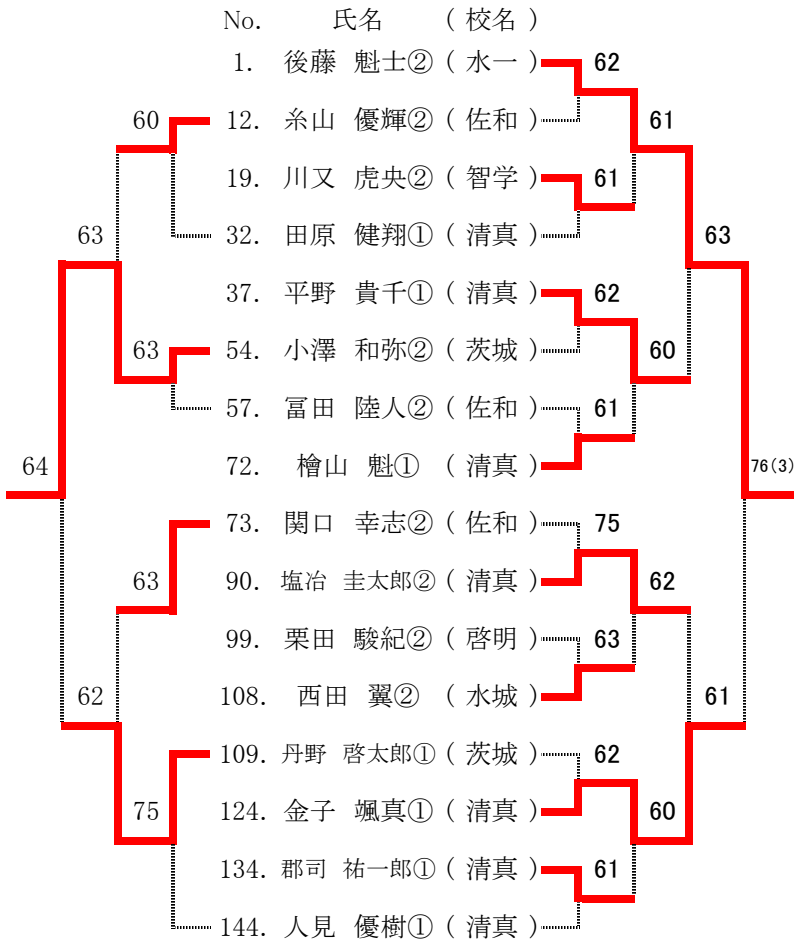 No. 氏名 (校名)
1. 後藤 魁士② (水一) 62
60 12. 糸山 優輝② (佐和) 61
19. 川又 虎央② (智学) 61
63 32. 田原 健翔① (清真) 63
37. 平野 貴千① (清真) 62
63 54. 小澤 和弥② (茨城) 60
57. 冨田 陸人② (佐和) 61
64 72. 檜山 魁① (清真) 76(3)
73. 関口 幸志② (佐和) 75
63 90. 塩冶 圭太郎② (清真) 62
99. 栗田 駿紀② (啓明) 63
62 108. 西田 翼② (水城) 61
109. 丹野 啓太郎① (茨城) 62
75 124. 金子 颯真① (清真) 60
134. 郡司 祐一郎① (清真) 61
144. 人見 優樹① (清真)